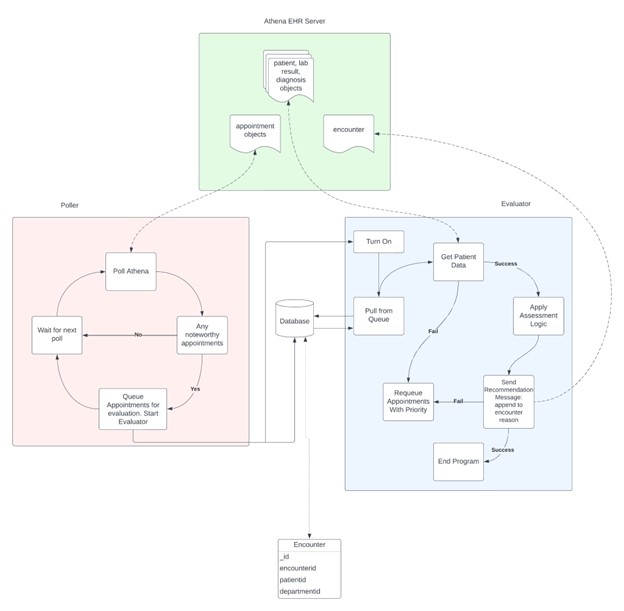 Athena EHR Server
patient, lab
result,
diagnosis
objects
appointment
objects
encounter
Poller
Evaluator
Poll Athena
Turn On
Get Patient
Data
Success
Wait for next
poll
No
Any
noteworthy
appointments
Database
Pull from
Queue
Apply
Assessment
Logic
Fail
Yes
Queue
Appointments for
evaluation. Start
Evaluator
Requeue
Appointments
With Priority
Fail
Send
Recommendation
Message:
append to
encounter
reason
Success
End Program
Encounter
_id
encounterid
patientid
departmentid